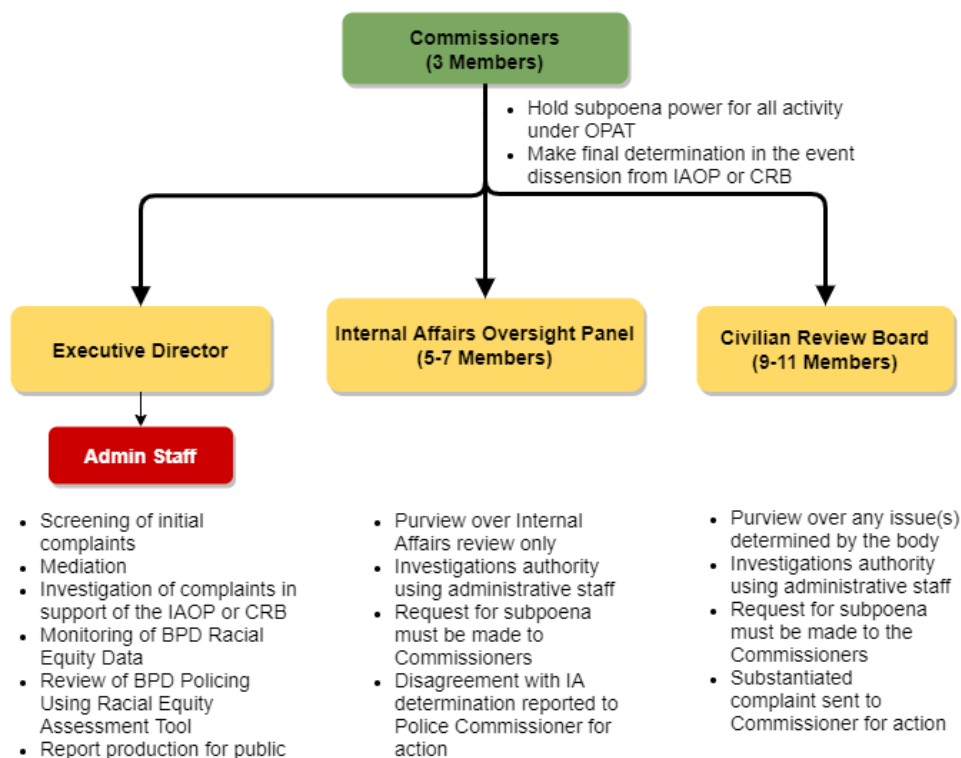 Commissioners
(3 Members)
• Hold subpoena power for all activity
under OPAT
• Make final determination in the event
dissension from IAOP or CRB
Executive Director
Internal Affairs Oversight Panel
(5-7 Members)
Civilian Review Board
(9-11 Members)
Admin Staff
• Screening of initial
complaints
• Mediation
• Investigation of complaints in
support of the IAOP or CRB
• Monitoring of BPD Racial
Equity Data
• Review of BPD Policing
Using Racial Equity
Assessment Tool
• Report production for public
• Purview over Internal
Affairs review only
• Investigations authority
using administrative staff
• Request for subpoena
must be made to
Commissioners
• Disagreement with IA
determination reported to
Police Commissioner for
action
• Purview over any issue(s)
determined by the body
• Investigations authority
using administrative staff
• Request for subpoena
must be made to the
Commissioners
• Substantiated
complaint sent to
Commissioner for action